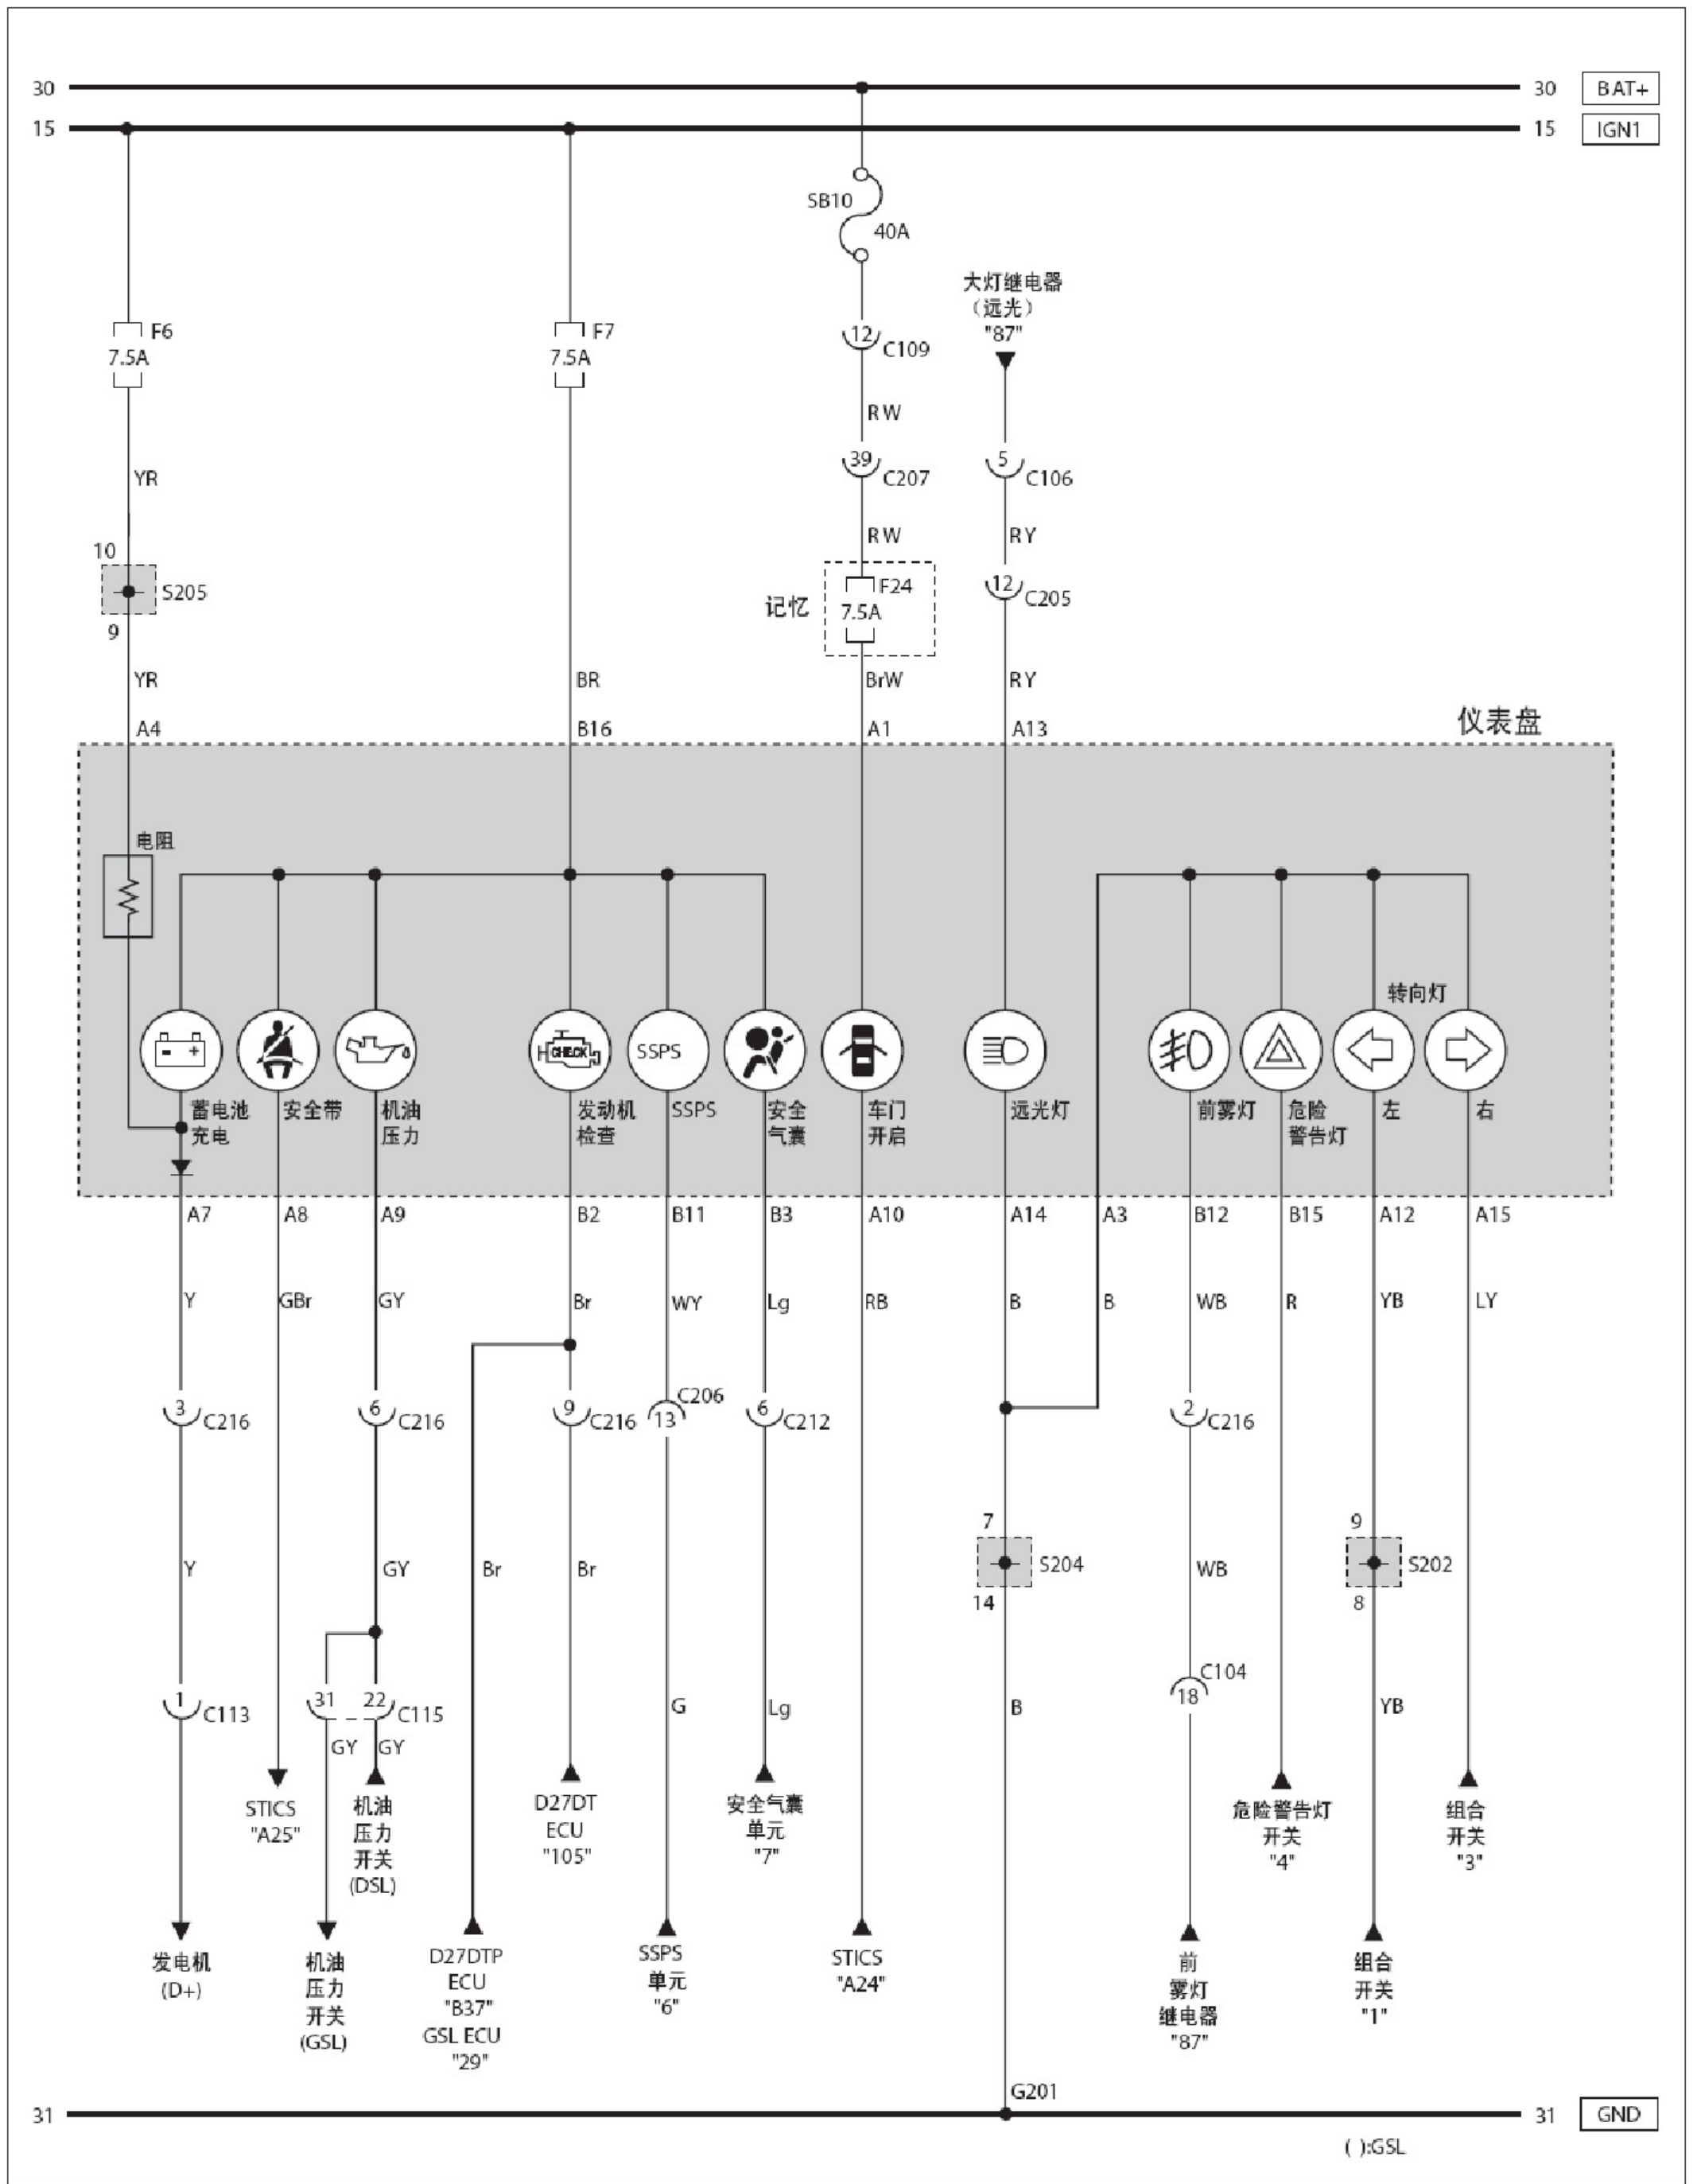 30
30
BAT+
15
15
IGN1
SB10
40A
大灯继电器
（远光）
"87"
F6
7.5A
F7
7.5A
12
C109
RW
39
C207
5
C106
YR
RW
RY
10
S205
9
记忆
F24
7.5A
12
C205
YR
BR
BrW
RY
A4
B16
A1
A13
仪表盘
电阻
转向灯
CHECK
SSPS
蓄电池
充电
安全带
机油
压力
发动机
检查
SSPS
安全
气囊
车门
开启
远光灯
前雾灯
危险
警告灯
左
右
A7
A8
A9
B2
B11
B3
A10
A14
A3
B12
B15
A12
A15
Y
GBr
GY
Br
WY
Lg
RB
B
B
WB
R
YB
LY
3
C216
6
C216
9
C216
C206
13
6
C212
2
C216
7
S204
14
9
S202
8
Y
GY
Br
Br
WB
1
C113
31
22
C115
GY
GY
G
Lg
B
C104
18
YB
STICS
"A25"
机油
压力
开关
(DSL)
D27DT
ECU
"105"
安全气囊
单元
"7"
危险警告灯
开关
"4"
组合
开关
"3"
发电机
(D+)
机油
压力
开关
(GSL)
D27DTP
ECU
"B37"
GSL ECU
"29"
SSPS
单元
"6"
STICS
"A24"
前
雾灯
继电器
"87"
组合
开关
"1"
G201
31
31
GND
( ):GSL